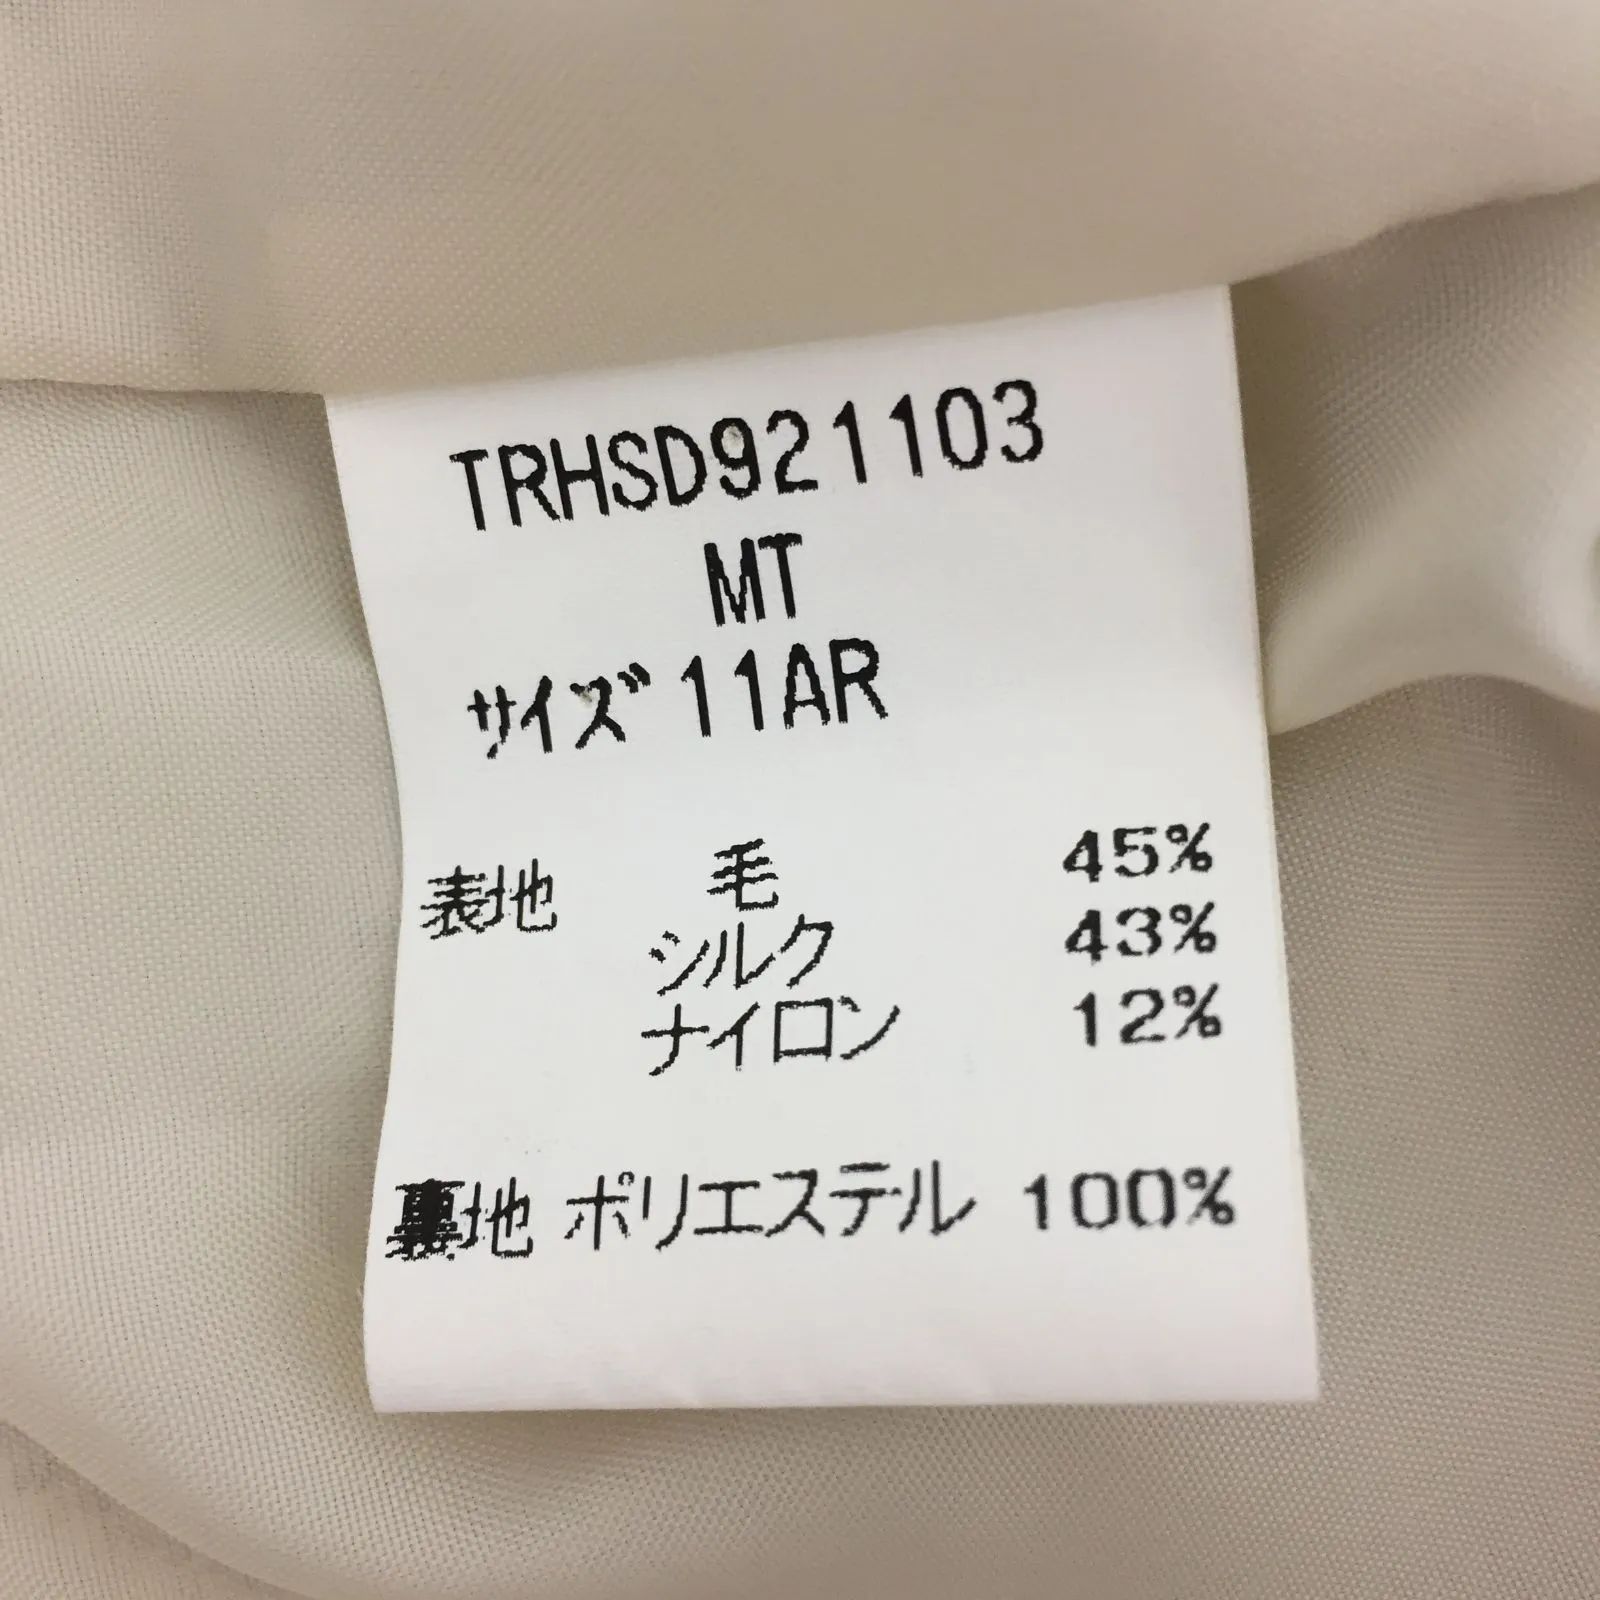 TRHSD921103
MT
サイズ 11AR
表地 毛 45%
シルク 43%
ナイロン 12%
裏地 ポリエステル 100%